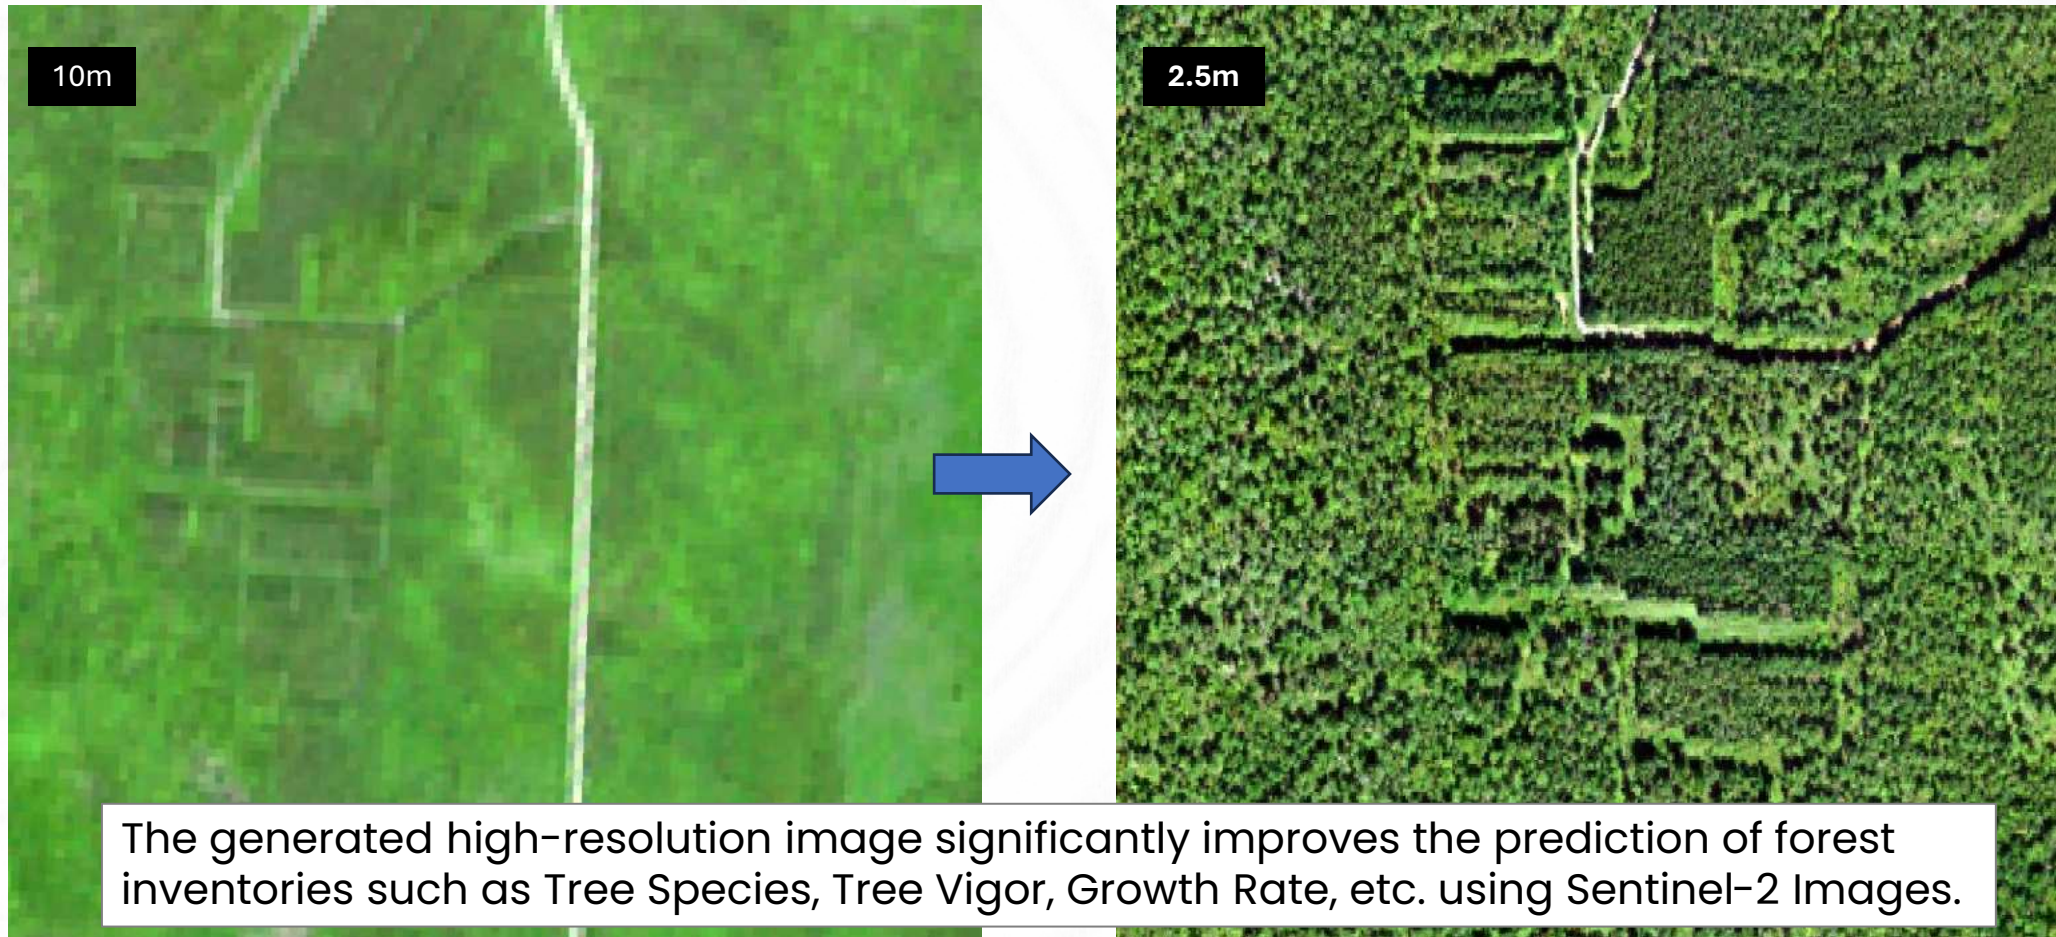 10m
2.5m
The generated high-resolution image significantly improves the prediction of forest
inventories such as Tree Species, Tree Vigor, Growth Rate, etc. using Sentinel-2 Images.